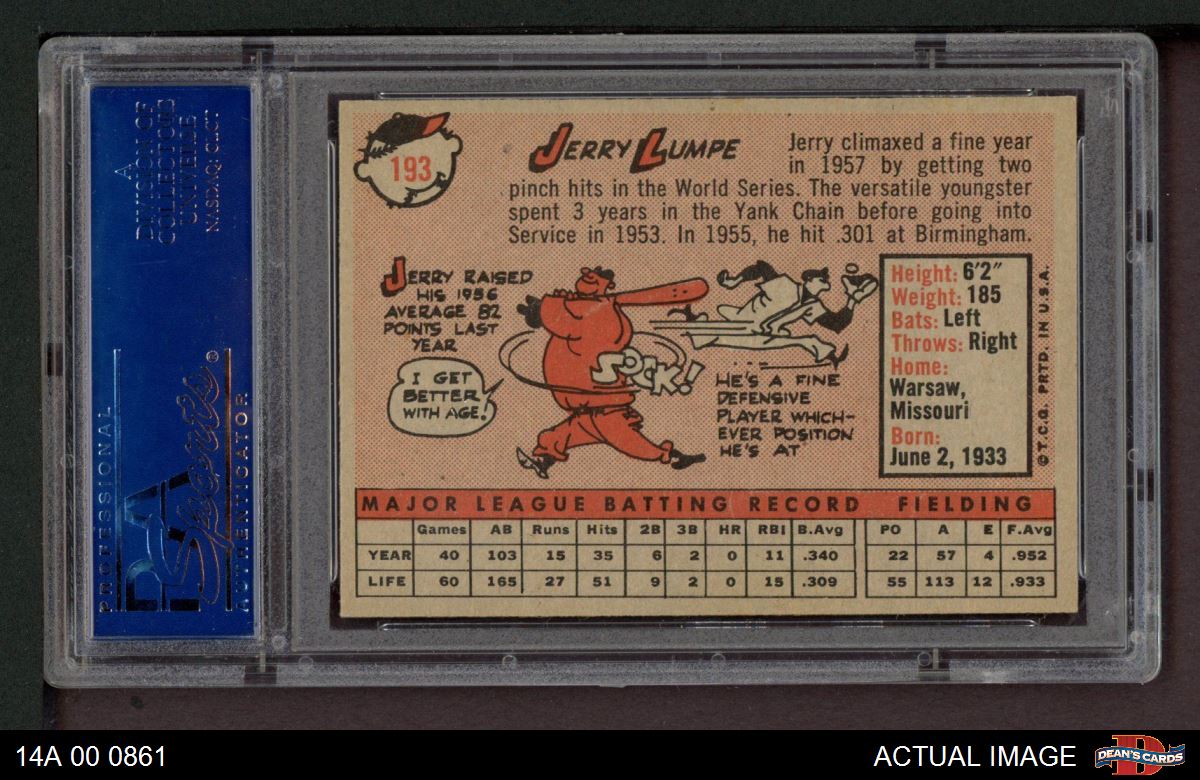 A
DIVISION OF
COLLECTORS
UNIVERSE
NASDAQ: CLCT
PROFESSIONAL
PSA
Sports®
AUTHENTICATOR
193
JERRY LUMPE
Jerry climaxed a fine year
in 1957 by getting two
pinch hits in the World Series. The versatile youngster
spent 3 years in the Yank Chain before going into
Service in 1953. In 1955, he hit .301 at Birmingham.
JERRY RAISED
HIS 1956
AVERAGE 82
POINTS LAST
YEAR
I GET
BETTER
WITH AGE!
SOCK!
HE'S A FINE
DEFENSIVE
PLAYER WHICH-
EVER POSITION
HE'S AT
Height: 6'2"
Weight: 185
Bats: Left
Throws: Right
Home:
Warsaw,
Missouri
Born:
June 2, 1933
© T.C.G. PRTD. IN U.S.A.
MAJOR LEAGUE BATTING RECORD FIELDING
Games AB Runs Hits 2B 3B HR RBI B.Avg PO A E F.Avg
YEAR 40 103 15 35 6 2 0 11 .340 22 57 4 .952
LIFE 60 165 27 51 9 2 0 15 .309 55 113 12 .933
14A 00 0861
ACTUAL IMAGE
D
DEAN'S CARDS